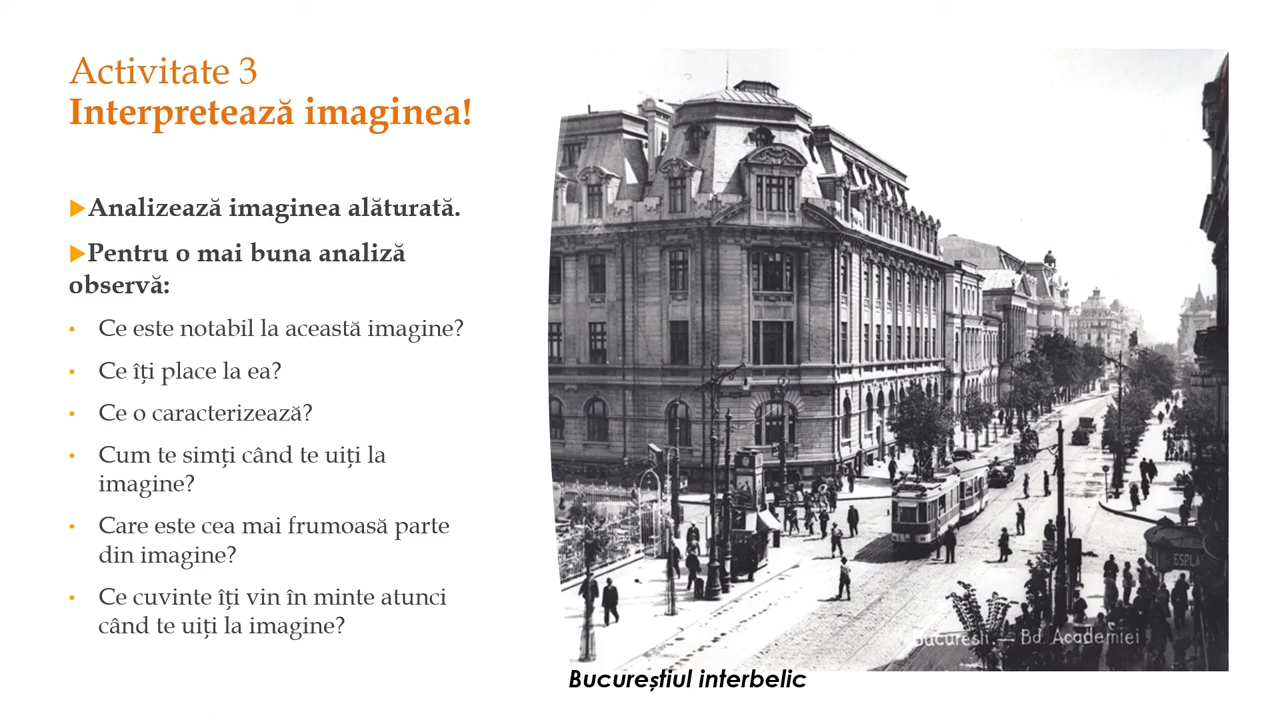 Activitate 3
Interpretează imaginea!
Analizează imaginea alăturată.
Pentru o mai buna analiză
observă:
• Ce este notabil la această imagine?
• Ce îți place la ea?
• Ce o caracterizează?
• Cum te simți când te uiți la
imagine?
• Care este cea mai frumoasă parte
din imagine?
• Ce cuvinte îți vin în minte atunci
când te uiți la imagine?
ESPLA
Bucuresti. — Bd. Academiei
Bucureștiul interbelic